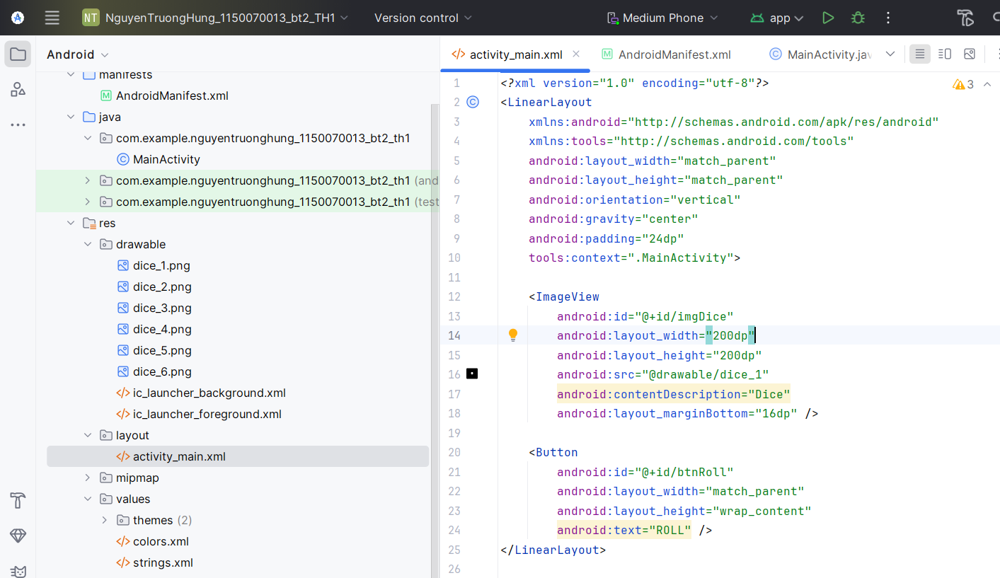 NT NguyenTruongHung_1150070013_bt2_TH1 Version control Medium Phone app
Android
manifests
AndroidManifest.xml
java
com.example.nguyentruonghung_1150070013_bt2_th1
MainActivity
com.example.nguyentruonghung_1150070013_bt2_th1 (and
com.example.nguyentruonghung_1150070013_bt2_th1 (test
res
drawable
dice_1.png
dice_2.png
dice_3.png
dice_4.png
dice_5.png
dice_6.png
ic_launcher_background.xml
ic_launcher_foreground.xml
layout
activity_main.xml
mipmap
values
themes (2)
colors.xml
strings.xml
activity_main.xml AndroidManifest.xml MainActivity.jav
3
1 <?xml version="1.0" encoding="utf-8"?>
2 <LinearLayout
3 xmlns:android="http://schemas.android.com/apk/res/android"
4 xmlns:tools="http://schemas.android.com/tools"
5 android:layout_width="match_parent"
6 android:layout_height="match_parent"
7 android:orientation="vertical"
8 android:gravity="center"
9 android:padding="24dp"
10 tools:context=".MainActivity">
11
12 <ImageView
13 android:id="@+id/imgDice"
14 android:layout_width="200dp"
15 android:layout_height="200dp"
16 android:src="@drawable/dice_1"
17 android:contentDescription="Dice"
18 android:layout_marginBottom="16dp" />
19
20 <Button
21 android:id="@+id/btnRoll"
22 android:layout_width="match_parent"
23 android:layout_height="wrap_content"
24 android:text="ROLL" />
25 </LinearLayout>
26